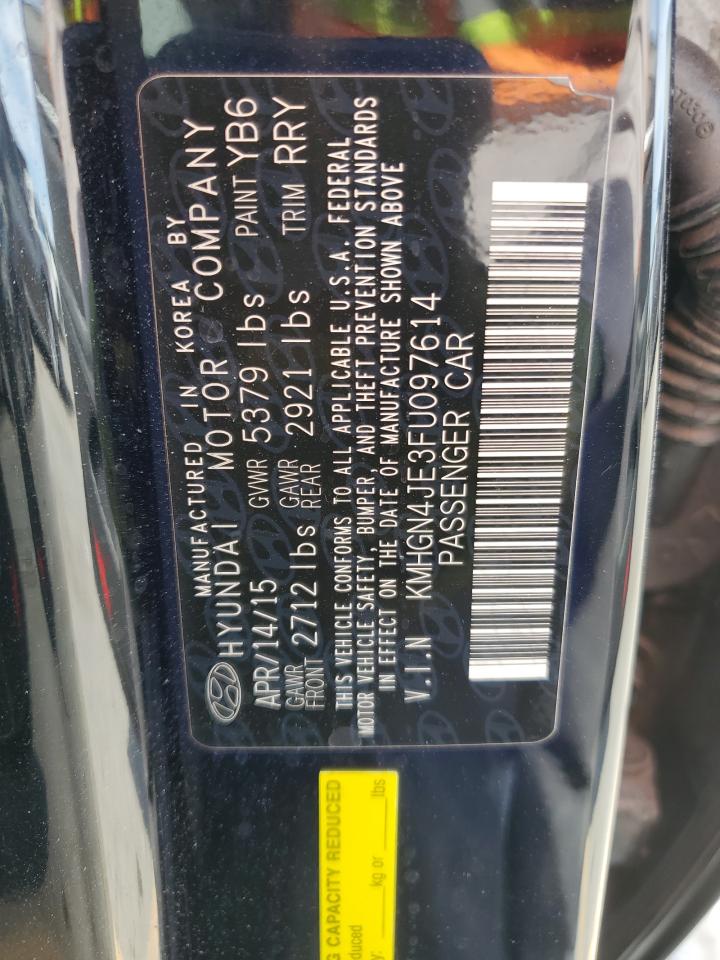 MANUFACTURED IN KOREA BY
HYUNDAI MOTOR COMPANY
APR/14/15 GVWR 5379 lbs PAINT YB6
GAWR FRONT 2712 lbs GAWR REAR 2921 lbs TRIM RRY
THIS VEHICLE CONFORMS TO ALL APPLICABLE U.S.A. FEDERAL
MOTOR VEHICLE SAFETY, BUMPER, AND THEFT PREVENTION STANDARDS
IN EFFECT ON THE DATE OF MANUFACTURE SHOWN ABOVE
V.I.N KMHGN4JE3FU097614
PASSENGER CAR
CAPACITY REDUCED
kg or lbs